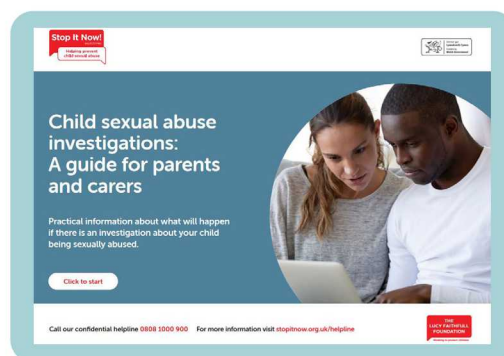 Stop It Now!
Helping prevent
child sexual abuse
Child sexual abuse
investigations:
A guide for parents
and carers
Practical information about what will happen
if there is an investigation about your child
being sexually abused.
Click to start
Call our confidential helpline 0808 1000 900 For more information visit stopitnow.org.uk/helpline
THE
LUCY FAITHFULL
FOUNDATION